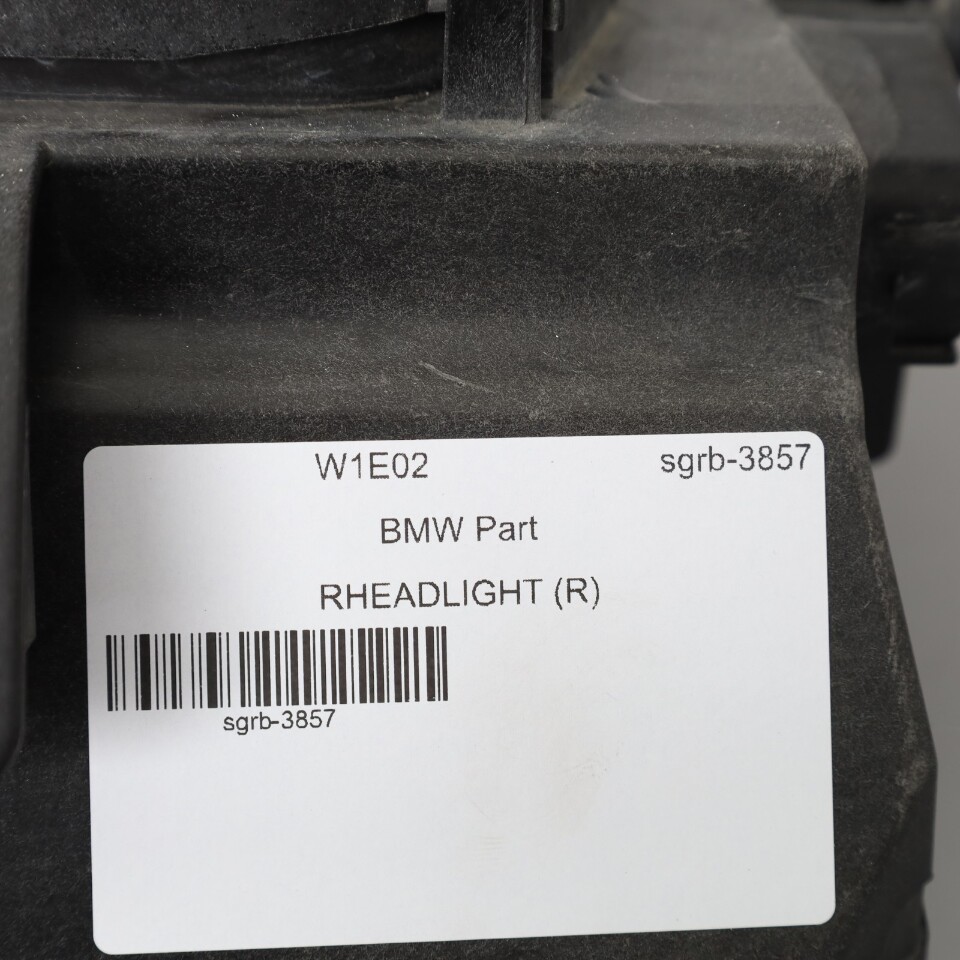 W1E02 sgrb-3857
BMW Part
RHEADLIGHT (R)
sgrb-3857